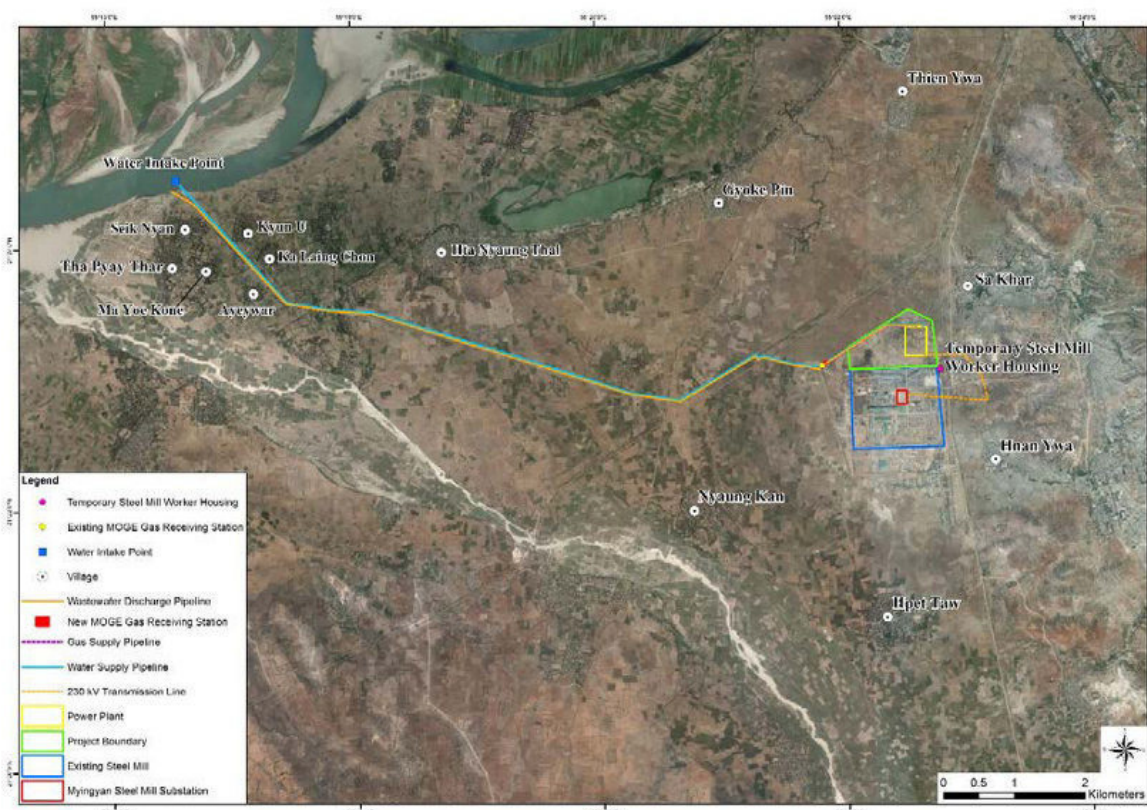 Thien Ywa
Water Intake Point
Gyoke Pin
Seik Nyan
Kyun U
Ka Laing Chon
Hta Nyaung Thai
Tha Pyay Thar
Ma Yoe Kone
Ayeywar
Sa Khar
Temporary Steel Mill
Worker Housing
Hnan Ywa
Nyaung Kan
Hpet Taw
Legend
Temporary Steel Mill Worker Housing
Existing MOGE Gas Receiving Station
Water Intake Point
Village
Wastewater Discharge Pipeline
New MOGE Gas Receiving Station
Gas Supply Pipeline
Water Supply Pipeline
230 kV Transmission Line
Power Plant
Project Boundary
Existing Steel Mill
Myingyan Steel Mill Substation
0 0.5 1 2
Kilometers